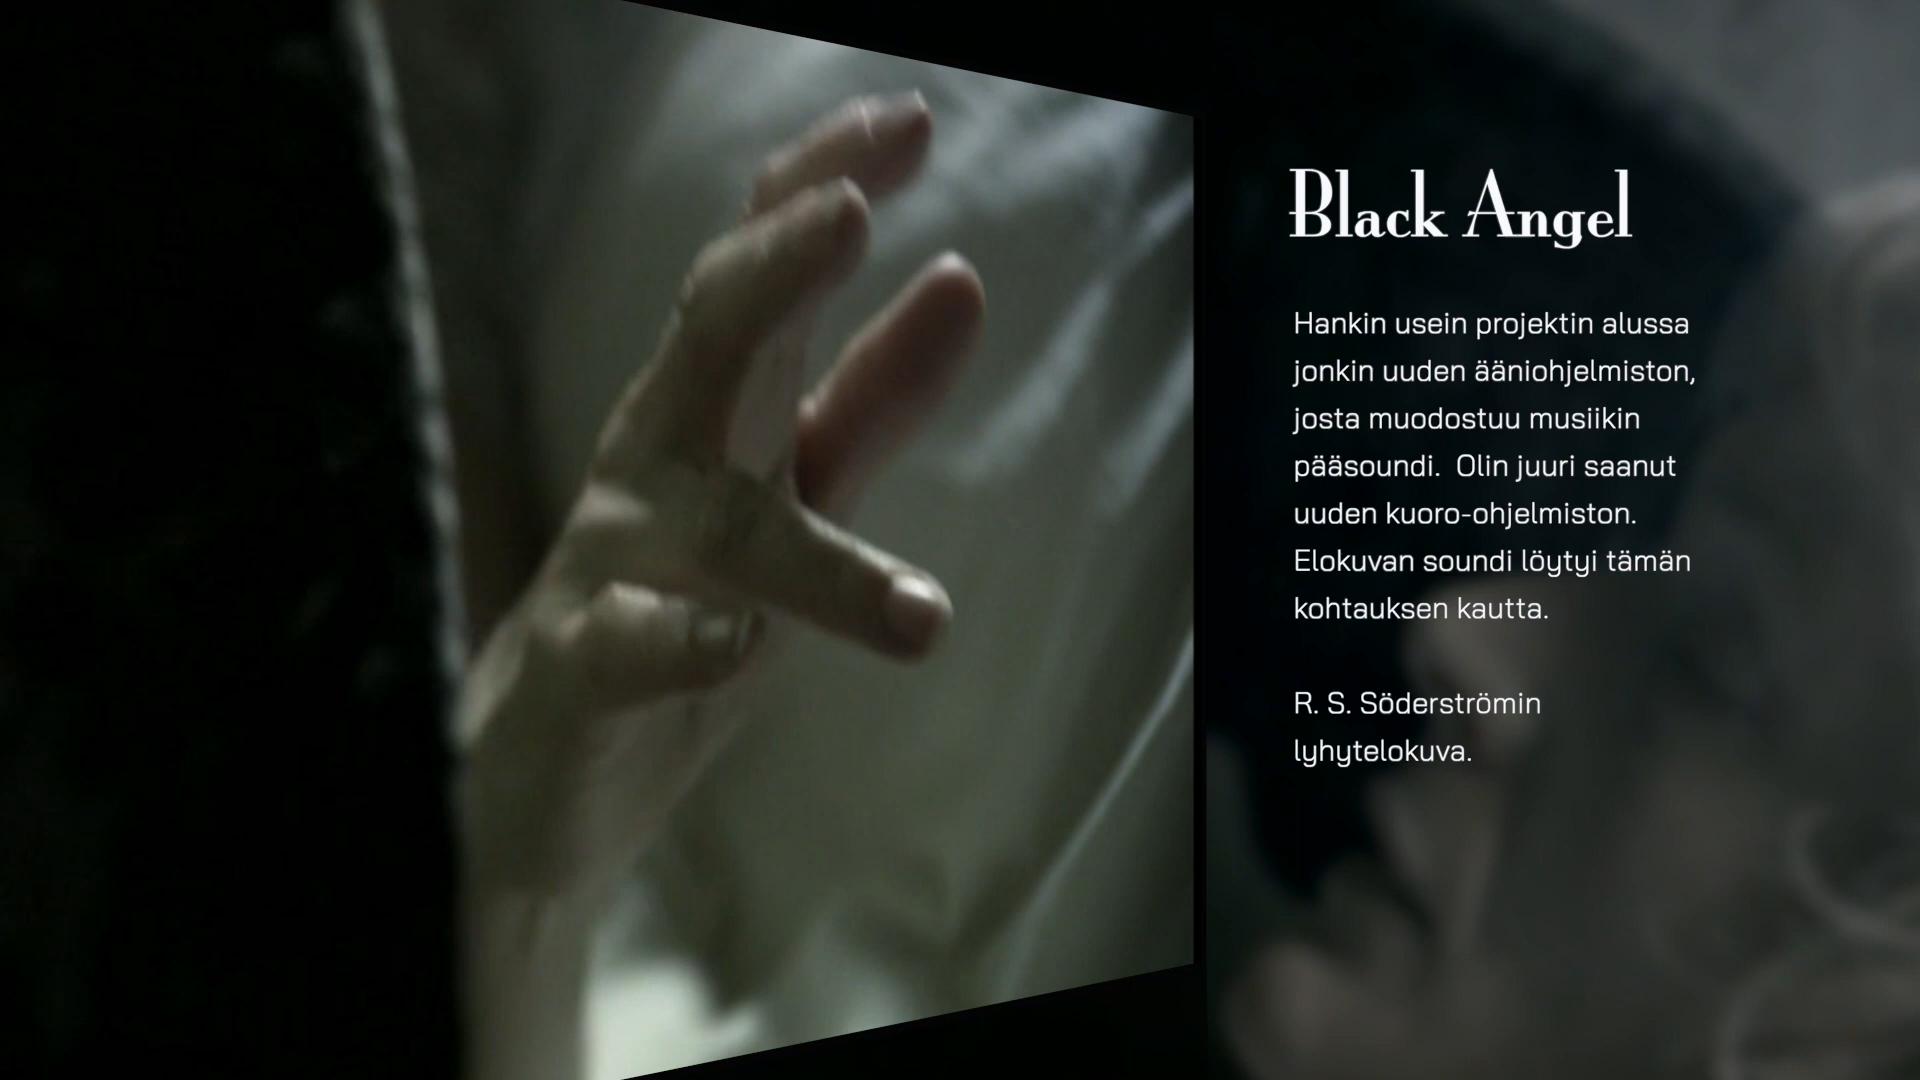 Black Angel
Hankin usein projektin alussa
jonkin uuden ääniohjelmiston,
josta muodostuu musiikin
pääsoundi.  Olin juuri saanut
uuden kuoro-ohjelmiston.
Elokuvan soundi löytyi tämän
kohtauksen kautta.
R. S. Söderströmin
lyhytelokuva.